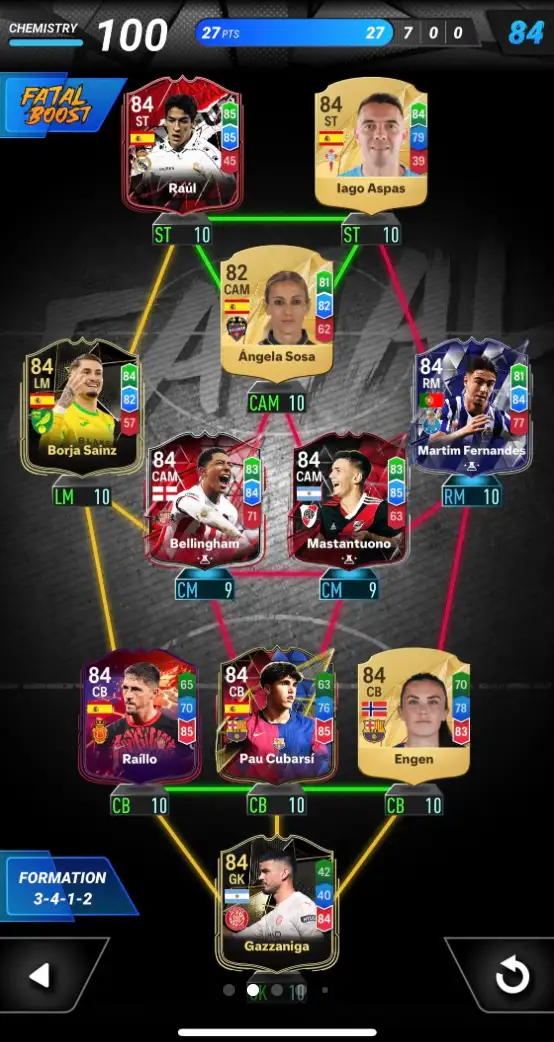 CHEMISTRY 100 27 PTS 27 7 0 0 84
FATAL
BOOST
84
ST
85
85
45
Raúl
ST 10
84
ST
84
79
39
Iago Aspas
ST 10
82
CAM
81
82
62
Ángela Sosa
CAM 10
84
LM
84
82
57
Borja Sainz
LM 10
84
RM
81
84
77
Martim Fernandes
RM 10
84
CAM
83
84
71
Bellingham
CM 9
84
CAM
83
85
63
Mastantuono
CM 9
84
CB
65
70
85
Raíllo
CB 10
84
CB
63
76
85
Pau Cubarsí
CB 10
84
CB
70
78
83
Engen
CB 10
84
GK
42
40
84
Gazzaniga
GK 10
FORMATION
3-4-1-2